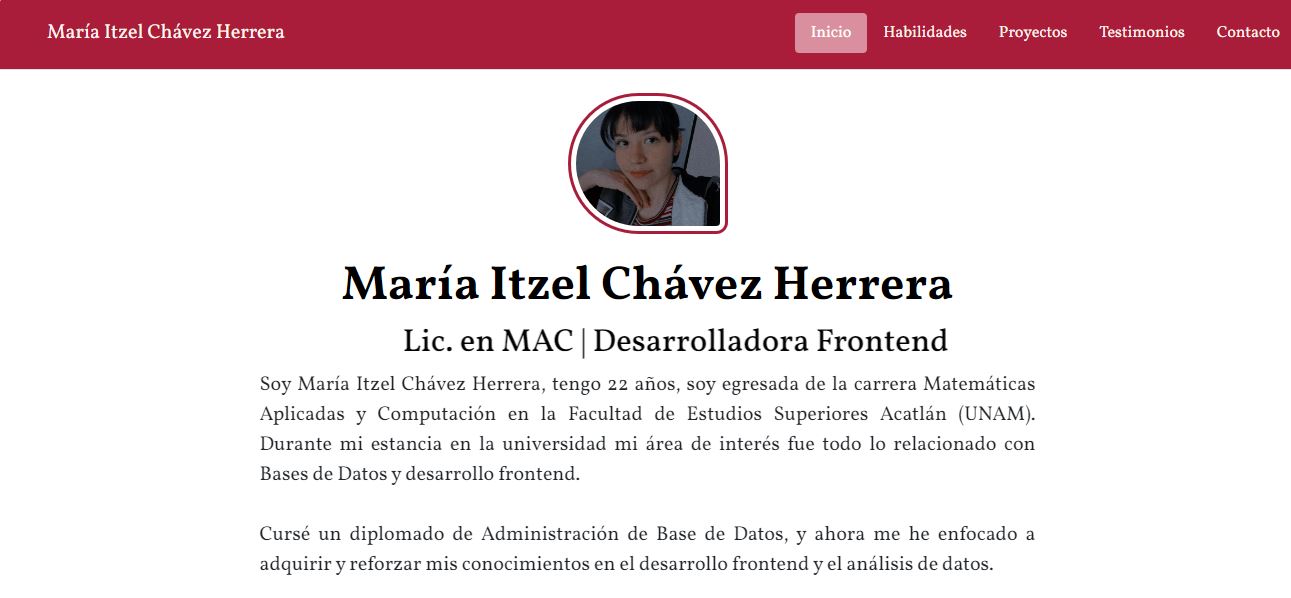 María Itzel Chávez Herrera
Inicio Habilidades Proyectos Testimonios Contacto
María Itzel Chávez Herrera
Lic. en MAC | Desarrolladora Frontend
Soy María Itzel Chávez Herrera, tengo 22 años, soy egresada de la carrera Matemáticas
Aplicadas y Computación en la Facultad de Estudios Superiores Acatlán (UNAM).
Durante mi estancia en la universidad mi área de interés fue todo lo relacionado con
Bases de Datos y desarrollo frontend.
Cursé un diplomado de Administración de Base de Datos, y ahora me he enfocado a
adquirir y reforzar mis conocimientos en el desarrollo frontend y el análisis de datos.